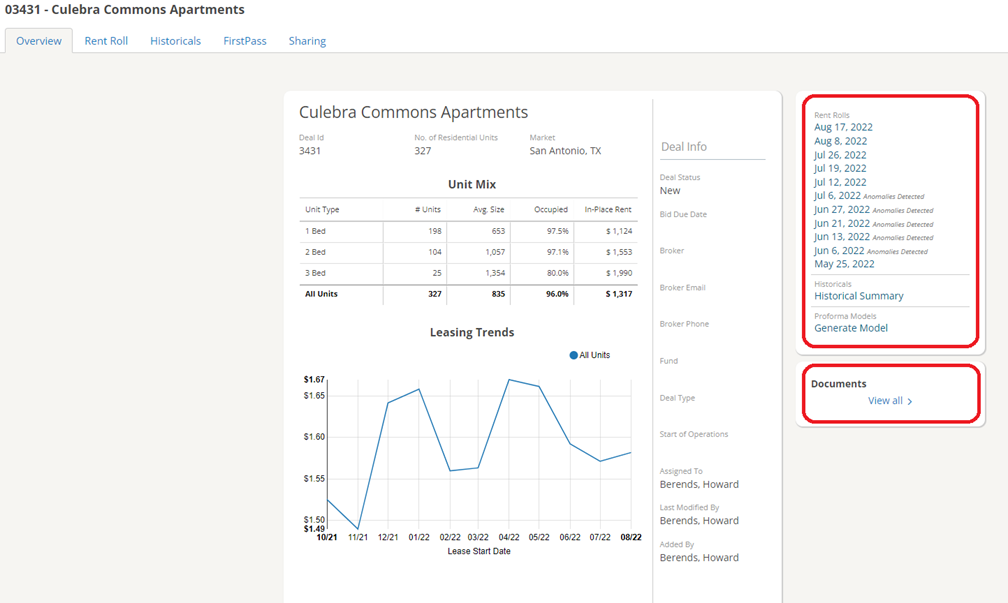 03431 - Culebra Commons Apartments
Overview Rent Roll Historicals FirstPass Sharing
Culebra Commons Apartments
Deal Id No. of Residential Units Market
3431 327 San Antonio, TX
Unit Mix
Unit Type # Units Avg. Size Occupied In-Place Rent
1 Bed 198 653 97.5% $ 1,124
2 Bed 104 1,057 97.1% $ 1,553
3 Bed 25 1,354 80.0% $ 1,990
All Units 327 835 96.0% $ 1,317
Leasing Trends
All Units
$1.67
$1.65
$1.60
$1.55
$1.50
$1.49
10/21 11/21 12/21 01/22 02/22 03/22 04/22 05/22 06/22 07/22 08/22
Lease Start Date
Deal Info
Deal Status
New
Bid Due Date
Broker
Broker Email
Broker Phone
Fund
Deal Type
Start of Operations
Assigned To
Berends, Howard
Last Modified By
Berends, Howard
Added By
Berends, Howard
Rent Rolls
Aug 17, 2022
Aug 8, 2022
Jul 26, 2022
Jul 19, 2022
Jul 12, 2022
Jul 6, 2022 Anomalies Detected
Jun 27, 2022 Anomalies Detected
Jun 21, 2022 Anomalies Detected
Jun 13, 2022 Anomalies Detected
Jun 6, 2022 Anomalies Detected
May 25, 2022
Historicals
Historical Summary
Proforma Models
Generate Model
Documents
View all >